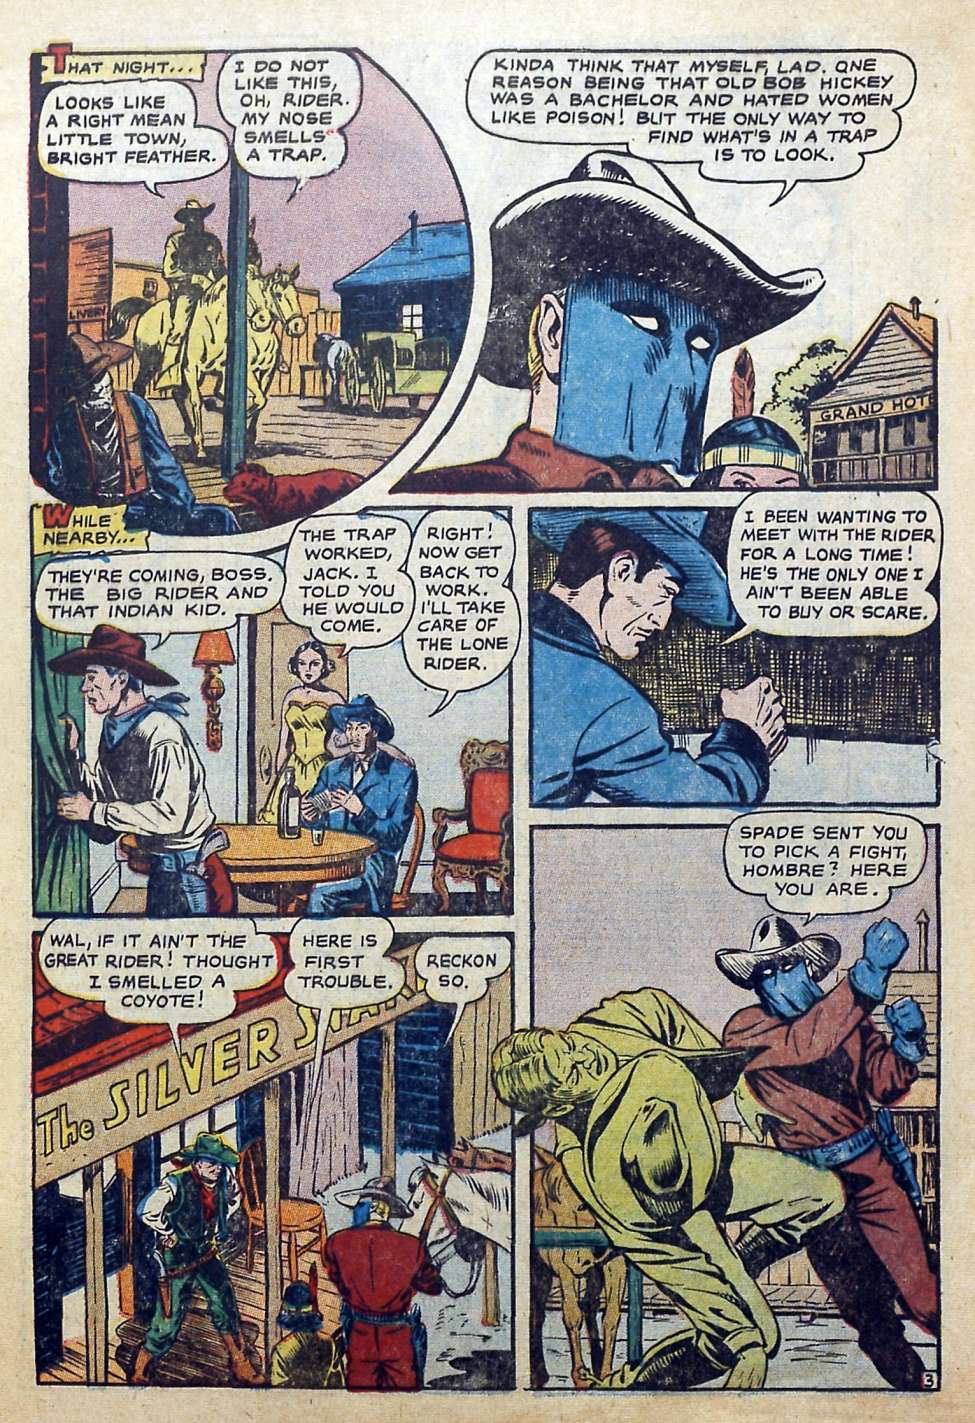 THAT NIGHT...
LOOKS LIKE
A RIGHT MEAN
LITTLE TOWN,
BRIGHT FEATHER.
I DO NOT
LIKE THIS,
OH, RIDER.
MY NOSE
SMELLS
A TRAP.
LIVERY
KINDA THINK THAT MYSELF, LAD. ONE
REASON BEING THAT OLD BOB HICKEY
WAS A BACHELOR AND HATED WOMEN
LIKE POISON! BUT THE ONLY WAY TO
FIND WHAT'S IN A TRAP
IS TO LOOK.
GRAND HOTE
WHILE
NEARBY...
THEY'RE COMING, BOSS.
THE BIG RIDER AND
THAT INDIAN KID.
THE TRAP
WORKED,
JACK. I
TOLD YOU
HE WOULD
COME.
RIGHT!
NOW GET
BACK TO
WORK.
I'LL TAKE
CARE OF
THE LONE
RIDER.
I BEEN WANTING TO
MEET WITH THE RIDER
FOR A LONG TIME!
HE'S THE ONLY ONE I
AIN'T BEEN ABLE
TO BUY OR SCARE.
WAL, IF IT AIN'T THE
GREAT RIDER! THOUGHT
I SMELLED A
COYOTE!
HERE IS
FIRST
TROUBLE.
RECKON
SO.
The SILVER STAR
SPADE SENT YOU
TO PICK A FIGHT,
HOMBRE? HERE
YOU ARE.
3